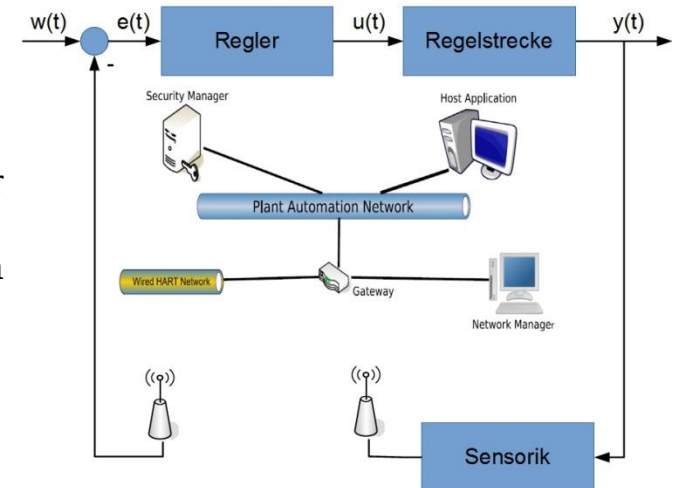 w(t)
e(t)
Regler
u(t)
Regelstrecke
y(t)
-
Security Manager
Host Application
Plant Automation Network
Wired HART Network
Gateway
Network Manager
((φ))
((φ))
Sensorik